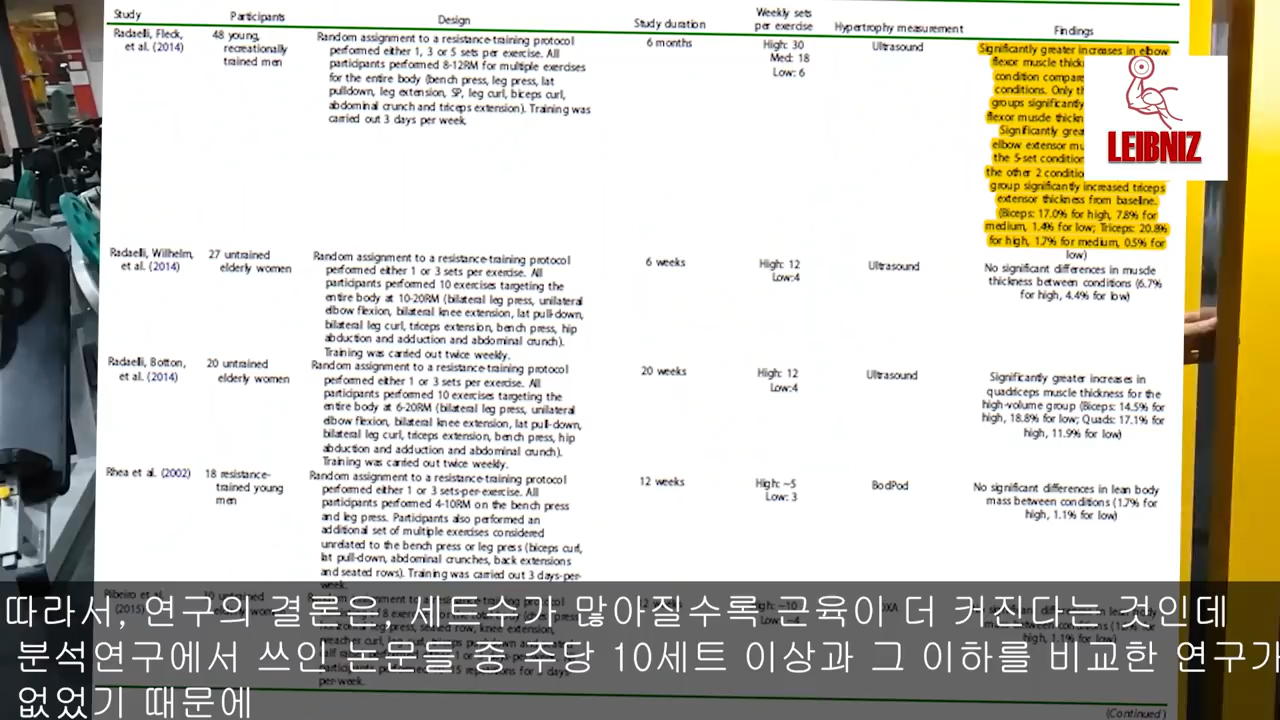 Study Participants Design Study duration Weekly sets per exercise Hypertrophy measurement Findings
Radaelli, Fleck,
et al. (2014)
48 young,
recreationally
trained men
Random assignment to a resistance-training protocol
performed either 1, 3 or 5 sets per exercise. All
participants performed 8-12RM for multiple exercises
for the entire body (bench press, leg press, lat
pulldown, leg extension, SP, leg curl, biceps curl,
abdominal crunch and triceps extension). Training was
carried out 3 days per week.
6 months
High: 30
Med: 18
Low: 6
Ultrasound
Significantly greater increases in elbow
flexor muscle
condition
conditions. Only
groups significantly
flexor muscle
Significantly
elbow extensor
the 5-set
the other 2
group significantly increased triceps
extensor thickness from baseline.
(Biceps: 17.0% for high, 7.8% for
medium, 1.4% for low; Triceps: 20.8%
for high, 1.7% for medium, 0.5% for
low)
LEIBNIZ
Radaelli, Wilhelm,
et al. (2014)
27 untrained
elderly women
Random assignment to a resistance-training protocol
performed either 1 or 3 sets per exercise. All
participants performed 10 exercises targeting the
entire body at 10-20RM (bilateral leg press, unilateral
elbow flexion, bilateral knee extension, lat pull-down,
bilateral leg curl, triceps extension, bench press, hip
abduction and adduction and abdominal crunch).
Training was carried out twice weekly.
6 weeks
High: 12
Low:4
Ultrasound
No significant differences in muscle
thickness between conditions (6.7%
for high, 4.4% for low)
Radaelli, Botton,
et al. (2014)
20 untrained
elderly women
Random assignment to a resistance-training protocol
performed either 1 or 3 sets per exercise. All
participants performed 10 exercises targeting the
entire body at 6-20RM (bilateral leg press, unilateral
elbow flexion, bilateral knee extension, lat pull-down,
bilateral leg curl, triceps extension, bench press, hip
abduction and adduction and abdominal crunch).
Training was carried out twice weekly.
20 weeks
High: 12
Low:4
Ultrasound
Significantly greater increases in
quadriceps muscle thickness for the
high-volume group (Biceps: 14.5% for
high, 18.8% for low; Quads: 17.1% for
high, 11.9% for low)
Rhea et al. (2002)
18 resistance-
trained young
men
Random assignment to a resistance-training protocol
performed either 1 or 3 sets-per-exercise. All
participants performed 4-10RM on the bench press
and leg press. Participants also performed an
additional set of multiple exercises considered
unrelated to the bench press or leg press (biceps curl,
lat pull-down, abdominal crunches, back extensions
and seated rows). Training was carried out 3 days-per-
week.
12 weeks
High: ~5
Low: 3
BodPod
No significant differences in lean body
mass between conditions (1.7% for
high, 1.1% for low)
따라서, 연구의 결론은, 세트수가 많아질수록 근육이 더 커진다는 것인데
분석연구에서 쓰인 논문들 중 주당 10세트 이상과 그 이하를 비교한 연구가
없었기 때문에
(Continued)